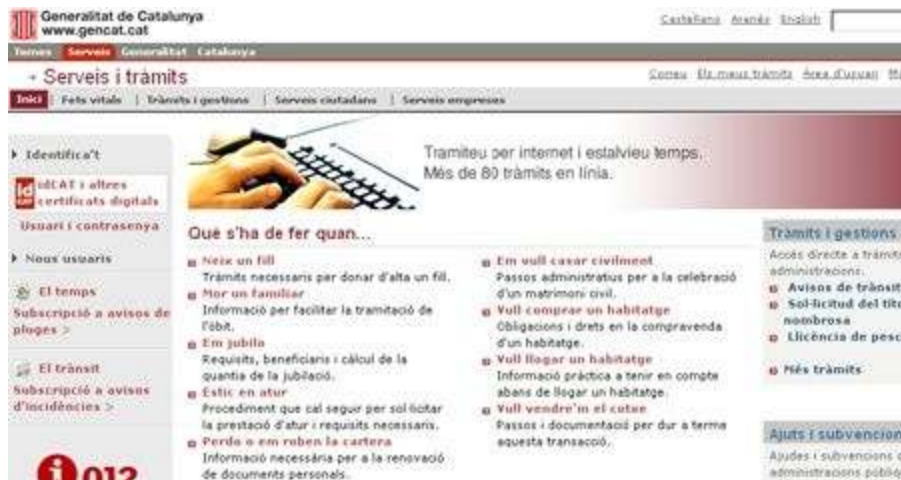 Generalitat de Catalunya
www.gencat.cat
Castellano Aranés English
Temes Serveis Generalitat Catalunya
Serveis i tràmits
Correu Els meus tràmits Àrea d'usuari
Inici | Fets vitals | Tràmits i gestions | Serveis ciutadans | Serveis empreses
Identifica't
idCAT i altres
certificats digitals
Usuari i contrasenya
Nous usuaris
El temps
Subscripció a avisos de
pluges >
El trànsit
Subscripció a avisos
d'incidències >
012
Tramiteu per internet i estalvieu temps.
Més de 80 tràmits en línia.
Què s'ha de fer quan...
Neix un fill
Tràmits necessaris per donar d'alta un fill.
Mor un familiar
Informació per facilitar la tramitació de
l'òbit.
Em jubilo
Requisits, beneficiaris i càlcul de la
quantia de la jubilació.
Estic en atur
Procediment que cal seguir per sol·licitar
la prestació d'atur i requisits necessaris.
Perdo o em roben la cartera
Informació necessària per a la renovació
de documents personals.
Em vull casar civilment
Passos administratius per a la celebració
d'un matrimoni civil.
Vull comprar un habitatge
Obligacions i drets en la compravenda
d'un habitatge.
Vull llogar un habitatge
Informació pràctica a tenir en compte
abans de llogar un habitatge.
Vull vendre'm el cotxe
Passos i documentació per dur a terme
aquesta transacció.
Tràmits i gestions
Accés directe a tràmits
administracions.
Avisos de trànsit
Sol·licitud del
nombrosa
Llicència de
Més tràmits
Ajuts i
Ajudes i subvencions
administracions